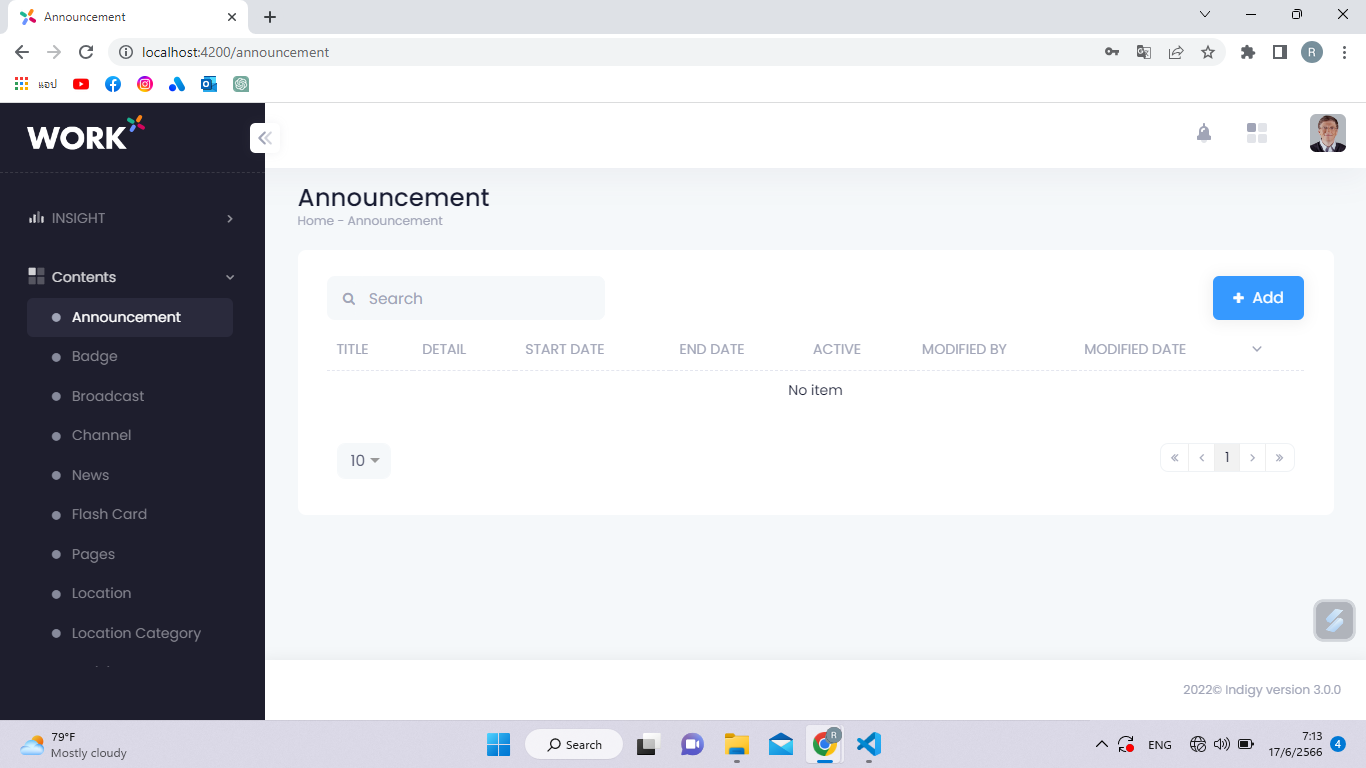 Announcement
localhost:4200/announcement
R
แอป
WORK
INSIGHT
Contents
Announcement
Badge
Broadcast
Channel
News
Flash Card
Pages
Location
Location Category
Announcement
Home - Announcement
Search
+ Add
TITLE DETAIL START DATE END DATE ACTIVE MODIFIED BY MODIFIED DATE
No item
10
« ‹ 1 › »
2022© Indigy version 3.0.0
79°F
Mostly cloudy
Search
R
ENG
7:13
17/6/2566
4